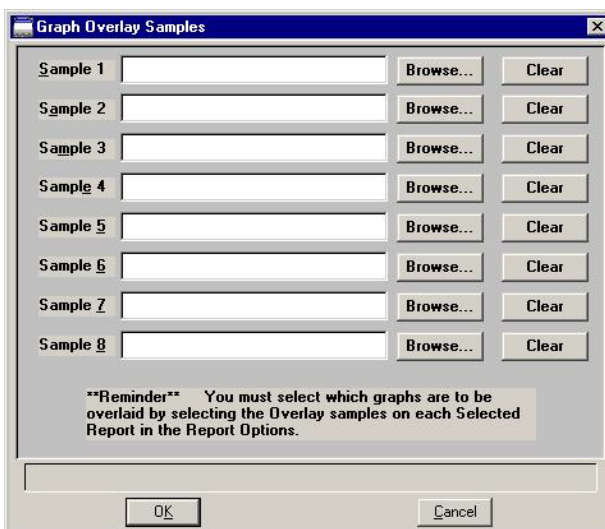 Graph Overlay Samples
Sample 1 Browse... Clear
Sample 2 Browse... Clear
Sample 3 Browse... Clear
Sample 4 Browse... Clear
Sample 5 Browse... Clear
Sample 6 Browse... Clear
Sample 7 Browse... Clear
Sample 8 Browse... Clear
**Reminder** You must select which graphs are to be
overlaid by selecting the Overlay samples on each Selected
Report in the Report Options.
OK Cancel